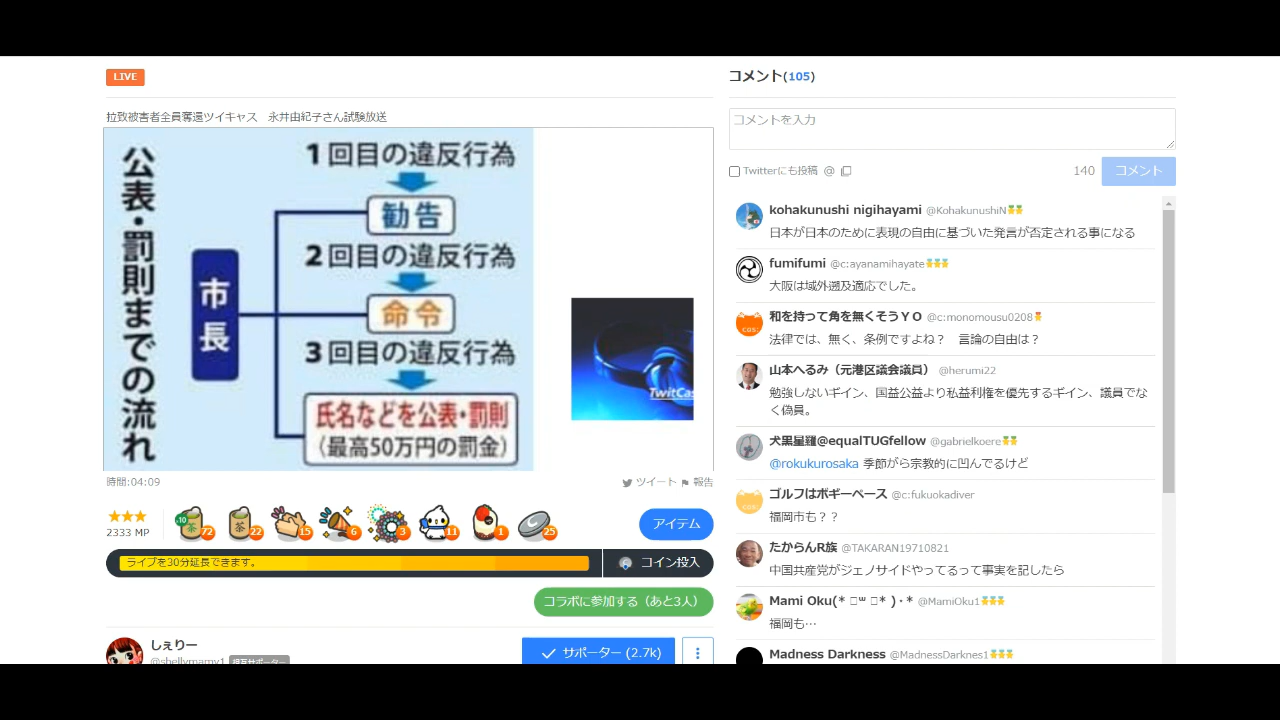 LIVE
拉致被害者全員奪還ツイキャス　永井由紀子さん試験放送
公表・罰則までの流れ
市長
1回目の違反行為
勧告
2回目の違反行為
命令
3回目の違反行為
氏名などを公表・罰則
(最高50万円の罰金)
TwitCas
時間:04:09
ツイート
報告
2333 MP
×10
72
22
15
6
3
11
1
25
アイテム
ライブを30分延長できます。
コイン投入
コラボに参加する（あと3人）
しぇりー
@shellymamy1
相互サポーター
サポーター (2.7k)
コメント(105)
コメントを入力
Twitterにも投稿 @
140
コメント
kohakunushi nigihayami @KohakunushiN
日本が日本のために表現の自由に基づいた発言が否定される事になる
fumifumi @c:ayanamihayate
大阪は域外遡及適応でした。
和を持って角を無くそうＹＯ @c:monomousu0208
法律では、無く、条例ですよね？　言論の自由は？
山本へるみ（元港区議会議員） @herumi22
勉強しないギイン、国益公益より私益利権を優先するギイン、議員でな
く偽員。
犬黒星羅@equalTUGfellow @gabrielkoere
@rokukurosaka 季節がら宗教的に凹んでるけど
ゴルフはボギーベース @c:fukuokadiver
福岡市も？？
たからんR族 @TAKARAN19710821
中国共産党がジェノサイドやってるって事実を記したら
Mami Oku(* □ʷ □* )･* @MamiOku1
福岡も…
Madness Darkness @MadnessDarknes1